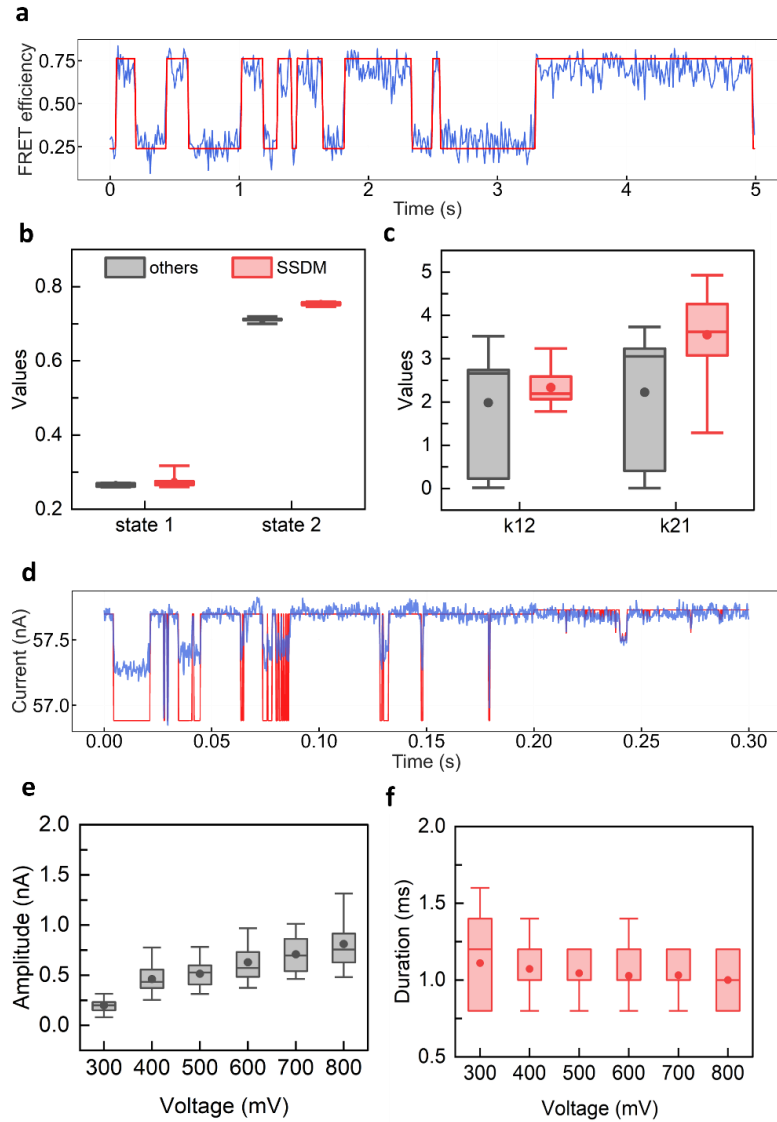 a
FRET efficiency
0.75
0.50
0.25
0 1 2 3 4 5
Time (s)
b
others SSDM
Values
0.8
0.6
0.4
0.2
state 1 state 2
c
Values
5
4
3
2
1
0
k12 k21
d
Current (nA)
57.5
57.0
0.00 0.05 0.10 0.15 0.20 0.25 0.30
Time (s)
e
Amplitude (nA)
2.0
1.5
1.0
0.5
0.0
300 400 500 600 700 800
Voltage (mV)
f
Duration (ms)
2.0
1.5
1.0
0.5
300 400 500 600 700 800
Voltage (mV)